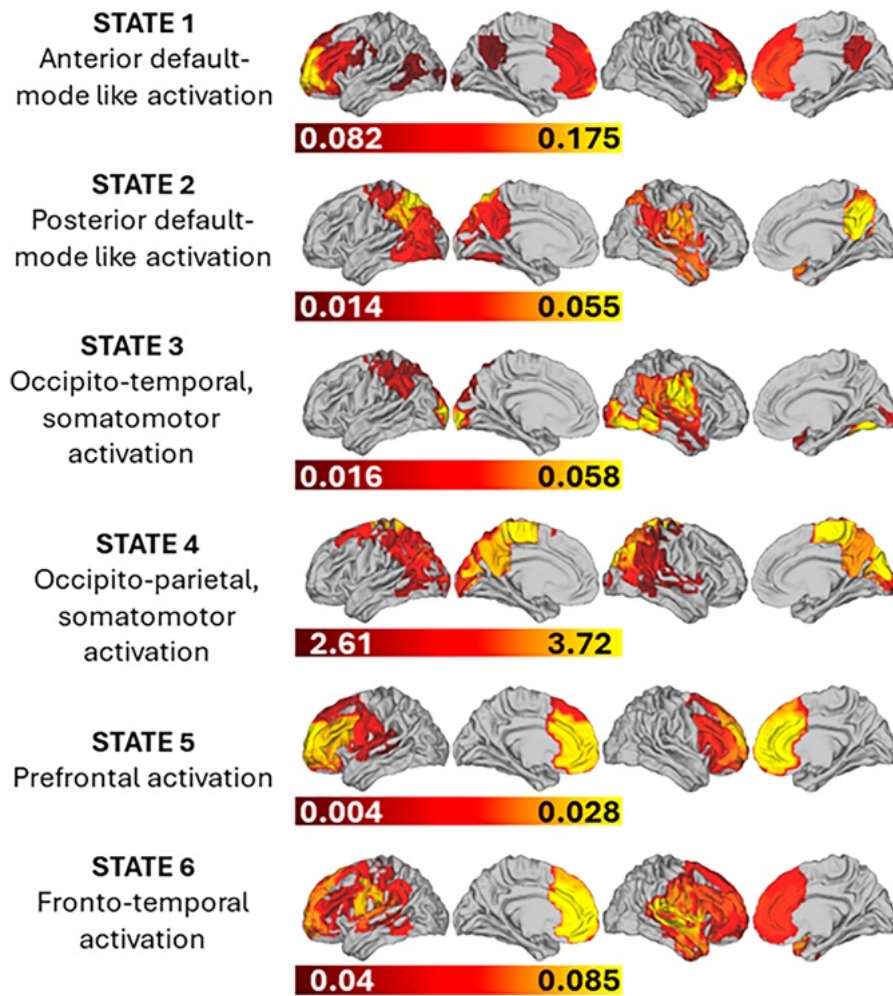 STATE 1
Anterior default-
mode like activation
0.082 0.175
STATE 2
Posterior default-
mode like activation
0.014 0.055
STATE 3
Occipito-temporal,
somatomotor
activation
0.016 0.058
STATE 4
Occipito-parietal,
somatomotor
activation
2.61 3.72
STATE 5
Prefrontal activation
0.004 0.028
STATE 6
Fronto-temporal
activation
0.04 0.085